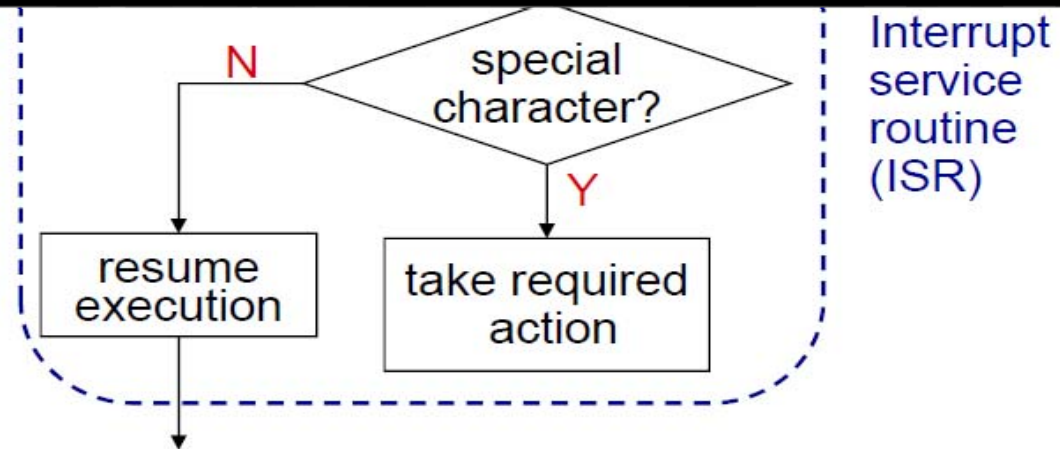 Interrupt
service
routine
(ISR)
N
special
character?
Y
resume
execution
take required
action